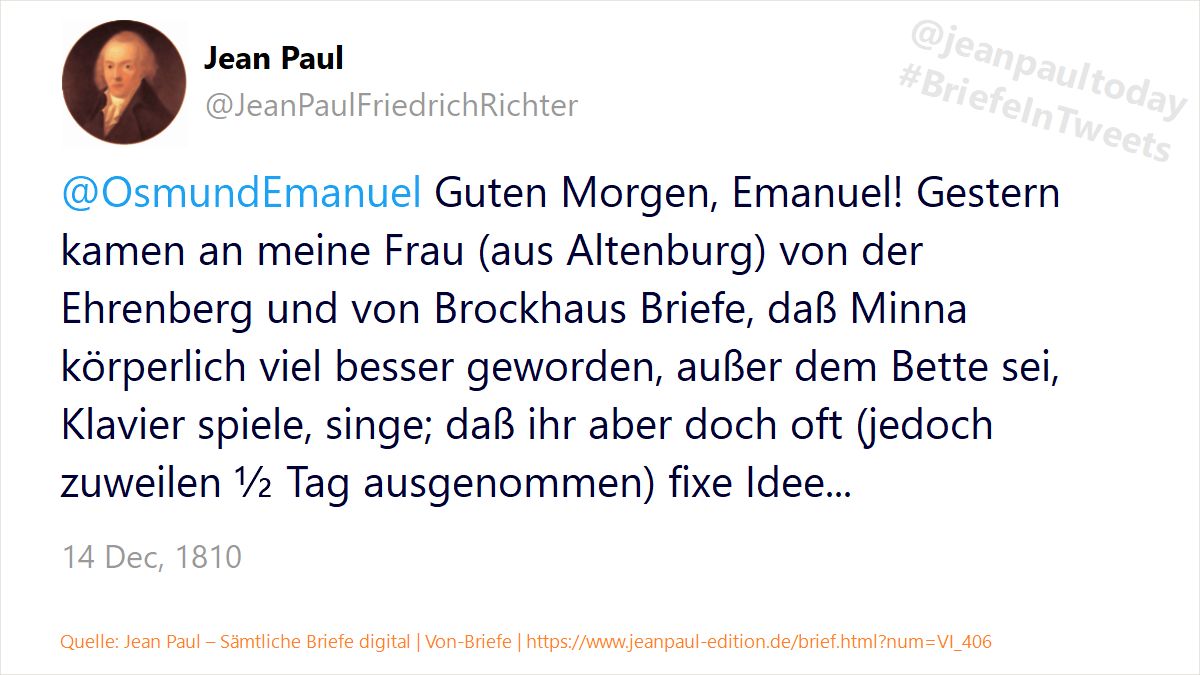 Jean Paul
@JeanPaulFriedrichRichter
@jeanpaultoday
#BriefeInTweets
@OsmundEmanuel Guten Morgen, Emanuel! Gestern
kamen an meine Frau (aus Altenburg) von der
Ehrenberg und von Brockhaus Briefe, daß Minna
körperlich viel besser geworden, außer dem Bette sei,
Klavier spiele, singe; daß ihr aber doch oft (jedoch
zuweilen ½ Tag ausgenommen) fixe Idee...
14 Dec, 1810
Quelle: Jean Paul – Sämtliche Briefe digital | Von-Briefe | https://www.jeanpaul-edition.de/brief.html?num=VI_406